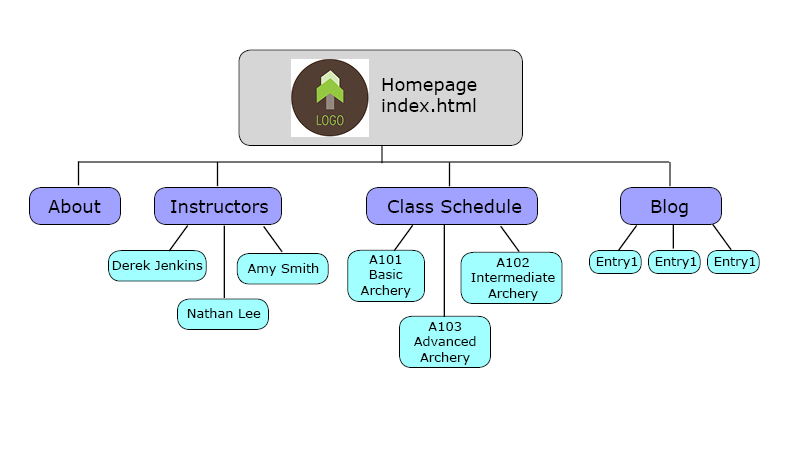 Homepage
index.html
LOGO
About
Instructors
Class Schedule
Blog
Derek Jenkins
Nathan Lee
Amy Smith
A101
Basic
Archery
A103
Advanced
Archery
A102
Intermediate
Archery
Entry1
Entry1
Entry1